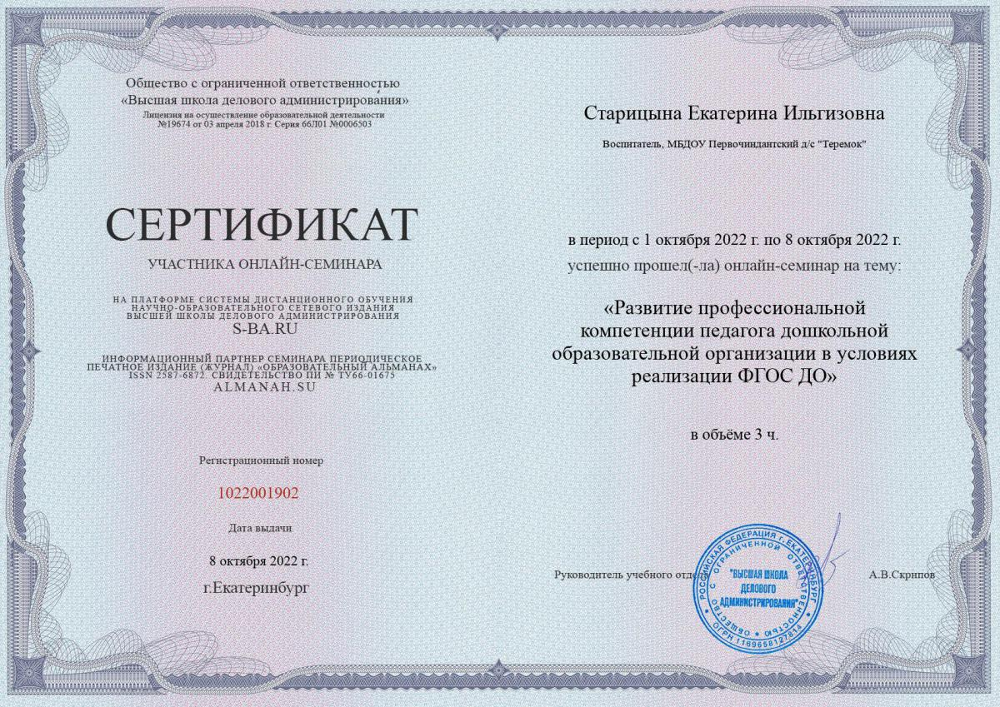 Общество с ограниченной ответственностью
«Высшая школа делового администрирования»
Лицензия на осуществление образовательной деятельности
№19674 от 03 апреля 2018 г. Серия 66Л01 №0006503
СЕРТИФИКАТ
УЧАСТНИКА ОНЛАЙН-СЕМИНАРА
НА ПЛАТФОРМЕ СИСТЕМЫ ДИСТАНЦИОННОГО ОБУЧЕНИЯ
НАУЧНО-ОБРАЗОВАТЕЛЬНОГО СЕТЕВОГО ИЗДАНИЯ
ВЫСШЕЙ ШКОЛЫ ДЕЛОВОГО АДМИНИСТРИРОВАНИЯ
S-BA.RU
ИНФОРМАЦИОННЫЙ ПАРТНЕР СЕМИНАРА ПЕРИОДИЧЕСКОЕ
ПЕЧАТНОЕ ИЗДАНИЕ (ЖУРНАЛ) «ОБРАЗОВАТЕЛЬНЫЙ АЛЬМАНАХ»
ISSN 2587-6872. СВИДЕТЕЛЬСТВО ПИ № ТУ66-01675
ALMANAH.SU
Регистрационный номер
1022001902
Дата выдачи
8 октября 2022 г.
г.Екатеринбург
Старицына Екатерина Ильгизовна
Воспитатель, МБДОУ Первочиндантский д/с "Теремок"
в период с 1 октября 2022 г. по 8 октября 2022 г.
успешно прошел(-ла) онлайн-семинар на тему:
«Развитие профессиональной
компетенции педагога дошкольной
образовательной организации в условиях
реализации ФГОС ДО»
в объёме 3 ч.
Руководитель учебного отдела
А.В.Скрипов
РОССИЙСКАЯ ФЕДЕРАЦИЯ г. ЕКАТЕРИНБУРГ
ОГРН 1169658127814
ОБЩЕСТВО С ОГРАНИЧЕННОЙ ОТВЕТСТВЕННОСТЬЮ
"ВЫСШАЯ ШКОЛА
ДЕЛОВОГО
АДМИНИСТРИРОВАНИЯ"